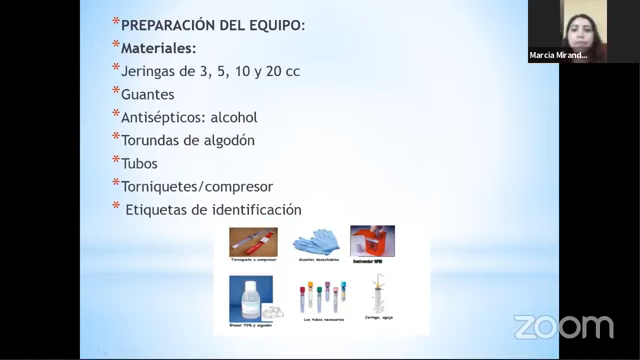 *PREPARACIÓN DEL EQUIPO:
*Materiales:
*Jeringas de 3, 5, 10 y 20 cc
*Guantes
*Antisépticos: alcohol
*Torundas de algodón
*Tubos
*Torniquetes/compresor
* Etiquetas de identificación
Torniquete o compresor
Guantes desechables
Contenedor RPM
Etanol 70% y algodón
Los tubos necesarios
Jeringa, aguja
Marcia Mirand...
zoom